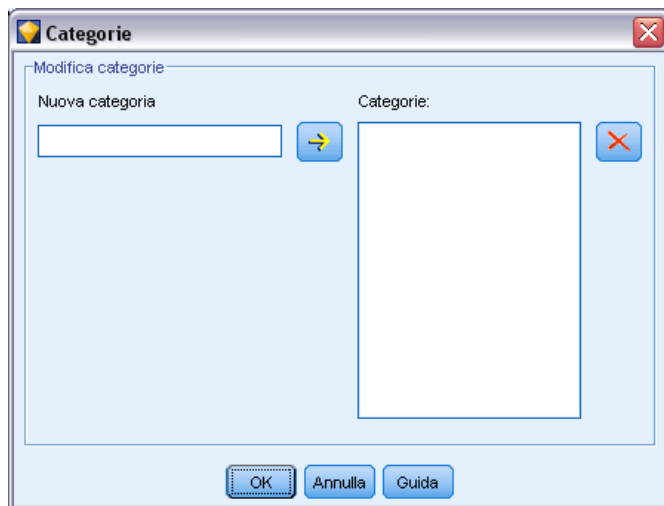 Categorie
Modifica categorie
Nuova categoria
Categorie:
OK
Annulla
Guida